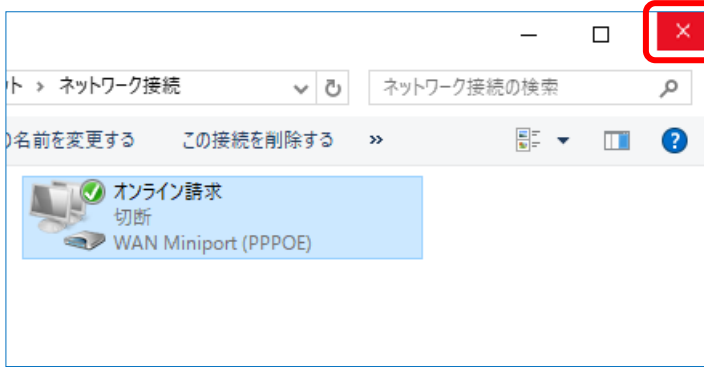 ット › ネットワーク接続
ネットワーク接続の検索
の名前を変更する この接続を削除する »
オンライン請求
切断
WAN Miniport (PPPOE)